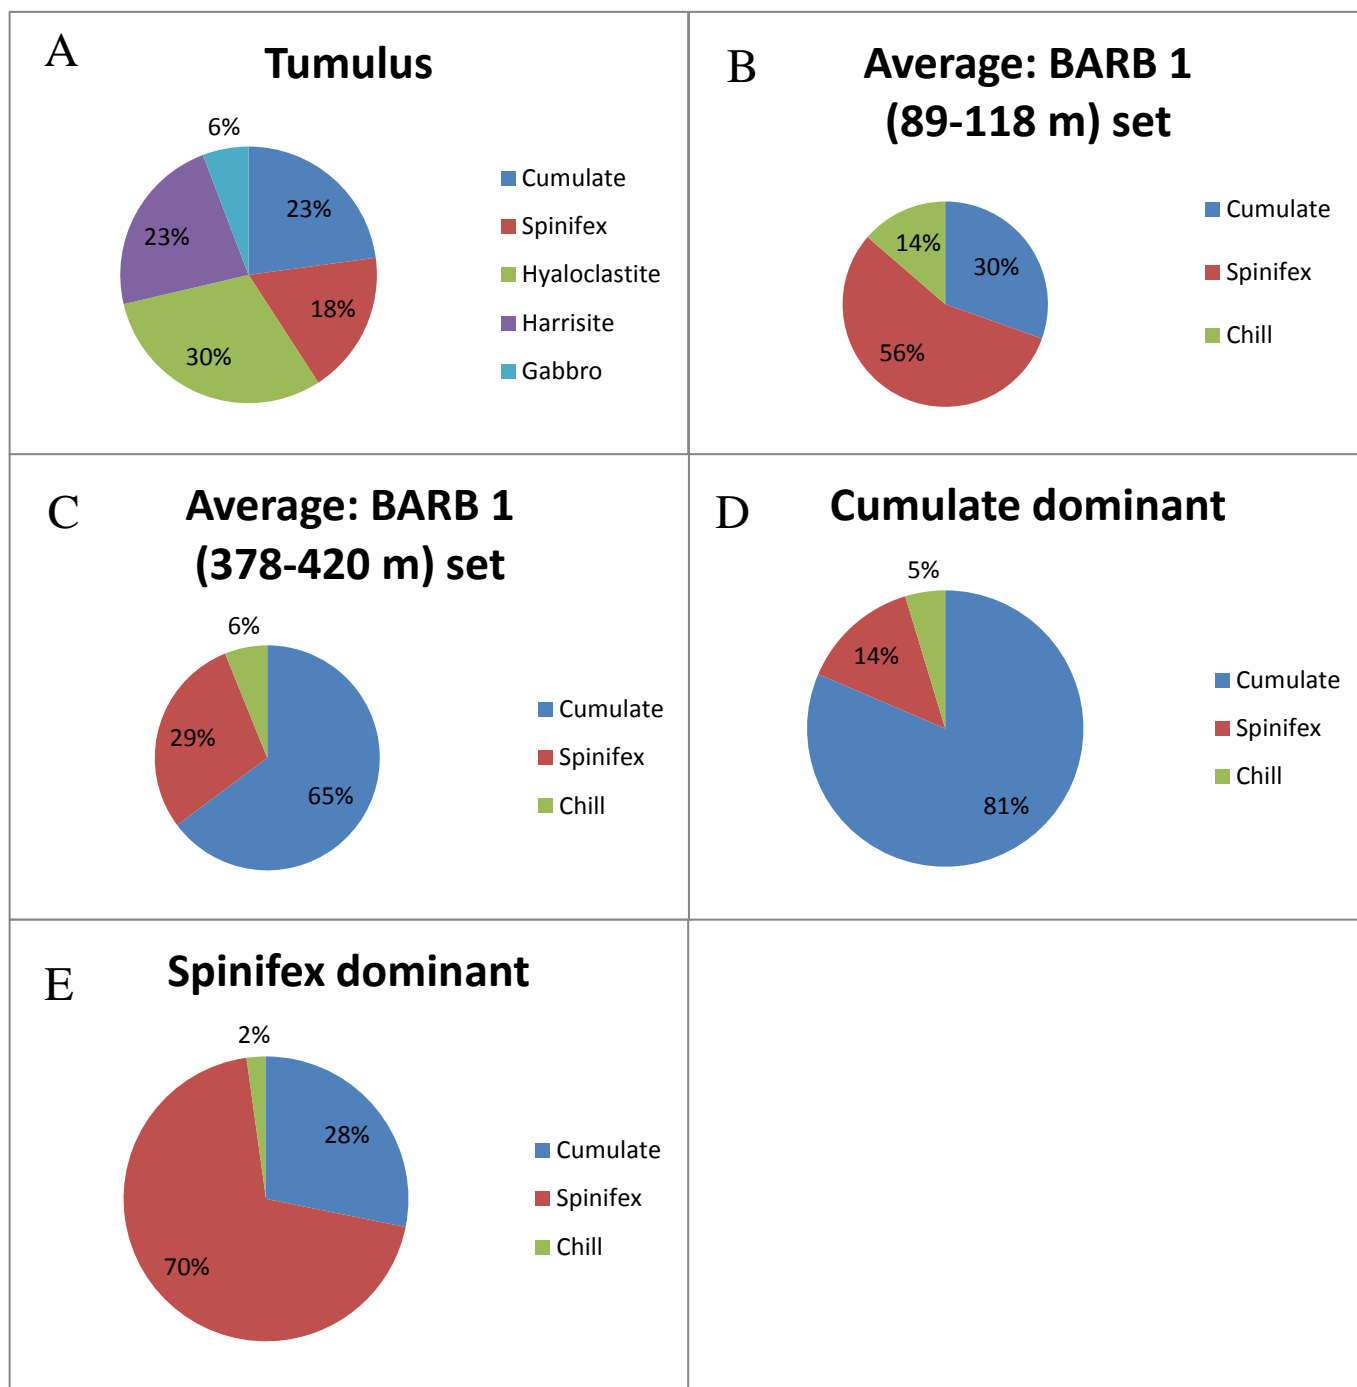 A
Tumulus
6%
23%
23%
18%
30%
Cumulate
Spinifex
Hyaloclastite
Harrisite
Gabbro
B
Average: BARB 1
(89-118 m) set
14%
30%
56%
Cumulate
Spinifex
Chill
C
Average: BARB 1
(378-420 m) set
6%
29%
65%
Cumulate
Spinifex
Chill
D
Cumulate dominant
5%
14%
81%
Cumulate
Spinifex
Chill
E
Spinifex dominant
2%
28%
70%
Cumulate
Spinifex
Chill